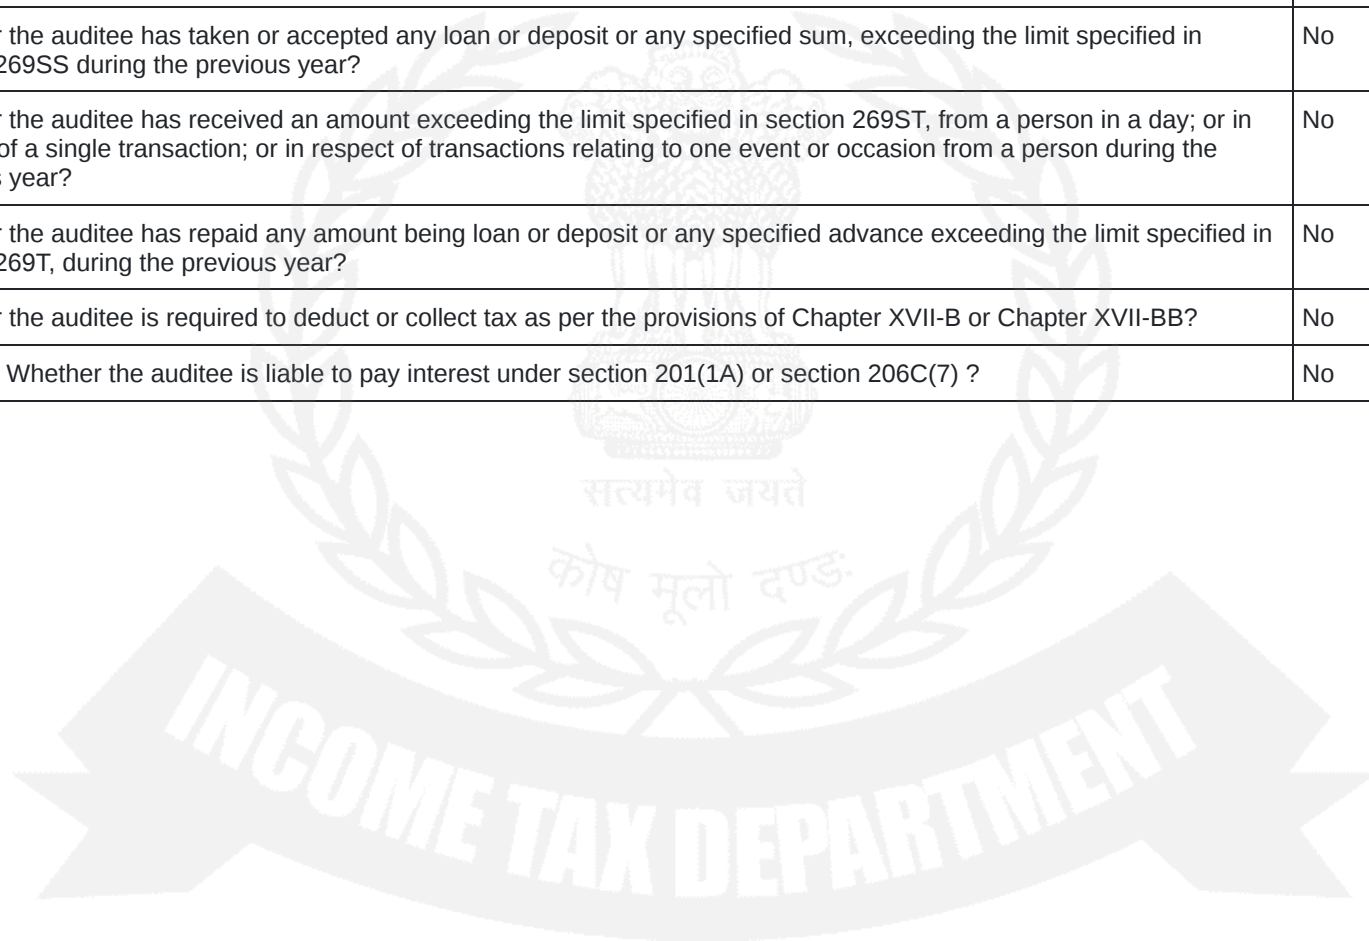 r the auditee has taken or accepted any loan or deposit or any specified sum, exceeding the limit specified in No
269SS during the previous year?
r the auditee has received an amount exceeding the limit specified in section 269ST, from a person in a day; or in No
of a single transaction; or in respect of transactions relating to one event or occasion from a person during the
s year?
r the auditee has repaid any amount being loan or deposit or any specified advance exceeding the limit specified in No
269T, during the previous year?
r the auditee is required to deduct or collect tax as per the provisions of Chapter XVII-B or Chapter XVII-BB? No
Whether the auditee is liable to pay interest under section 201(1A) or section 206C(7) ? No
सत्यमेव जयते
कोष मूलो दण्डः
INCOME TAX DEPARTMENT